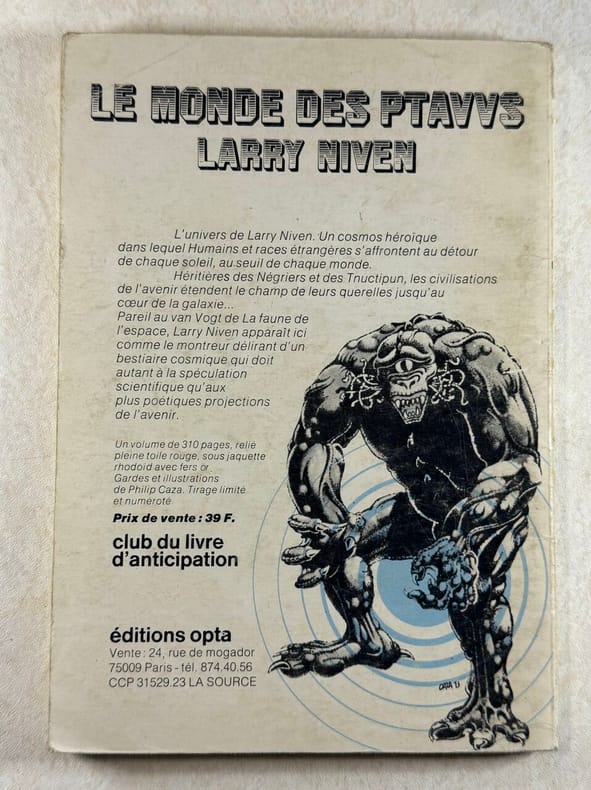 LE MONDE DES PTAVVS
LARRY NIVEN
L'univers de Larry Niven. Un cosmos héroïque
dans lequel Humains et races étrangères s'affrontent au détour
de chaque soleil, au seuil de chaque monde.
Héritières des Négriers et des Tnuctipun, les civilisations
de l'avenir étendent le champ de leurs querelles jusqu'au
cœur de la galaxie...
Pareil au van Vogt de La faune de
l'espace, Larry Niven apparaît ici
comme le montreur délirant d'un
bestiaire cosmique qui doit
autant à la spéculation
scientifique qu'aux
plus poétiques projections
de l'avenir.
Un volume de 310 pages, relié
pleine toile rouge, sous jaquette
rhodoïd avec fers or.
Gardes et illustrations
de Philip Caza. Tirage limité
et numéroté
Prix de vente : 39 F.
club du livre
d'anticipation
éditions opta
Vente : 24, rue de mogador
75009 Paris - tél. 874.40.56
CCP 31529.23 LA SOURCE